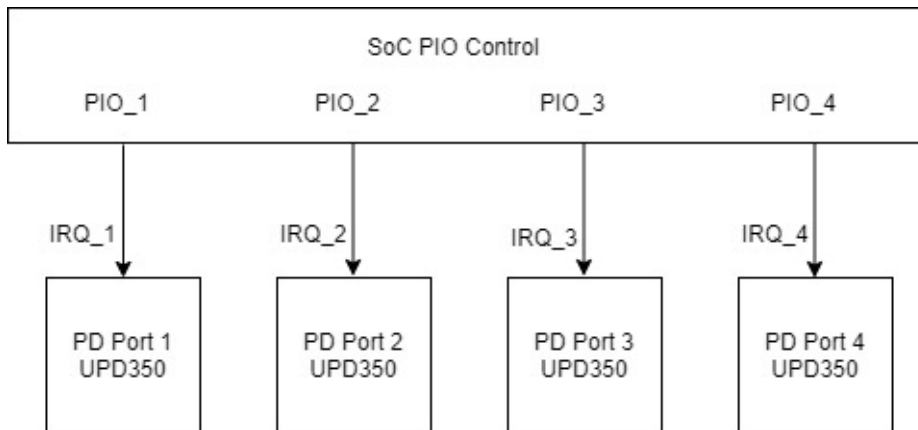 SoC PIO Control
PIO_1 PIO_2 PIO_3 PIO_4
IRQ_1 IRQ_2 IRQ_3 IRQ_4
PD Port 1 PD Port 2 PD Port 3 PD Port 4
UPD350 UPD350 UPD350 UPD350